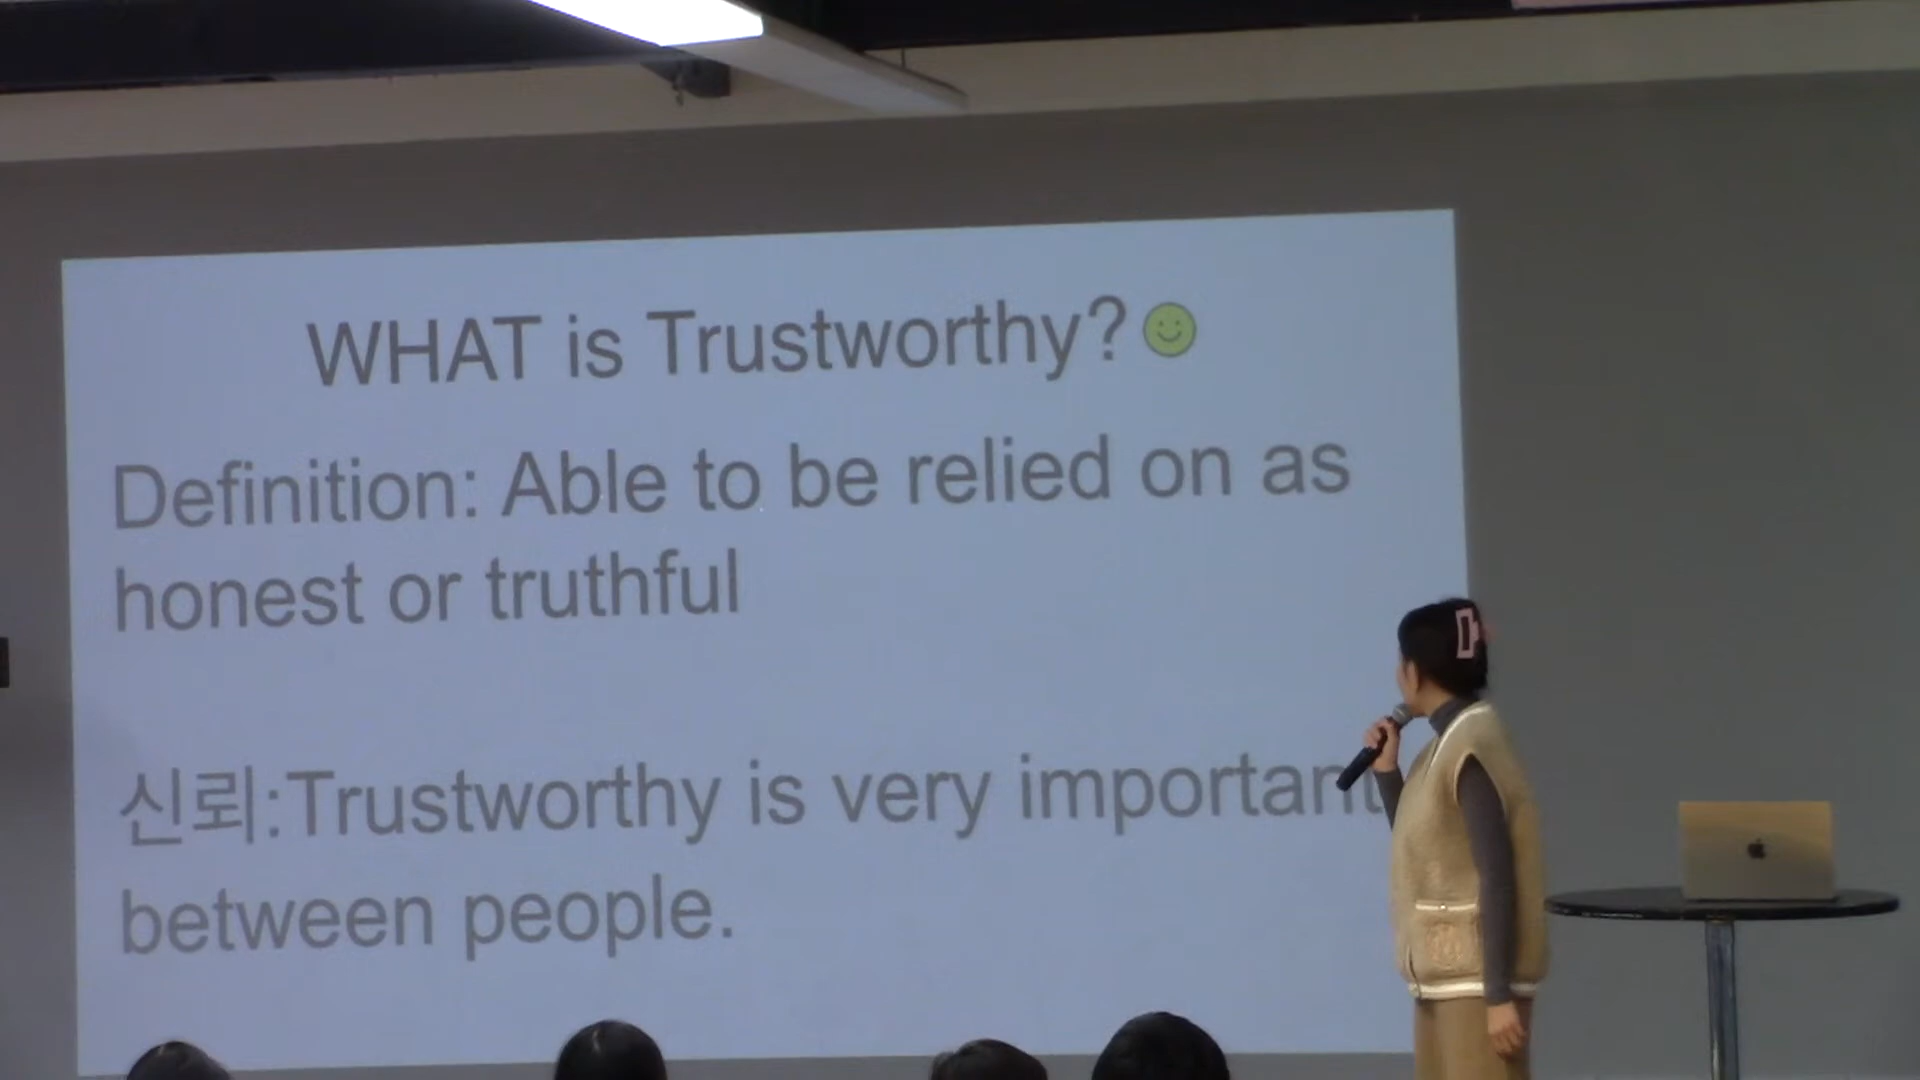 WHAT is Trustworthy?
Definition: Able to be relied on as
honest or truthful
신뢰:Trustworthy is very important
between people.